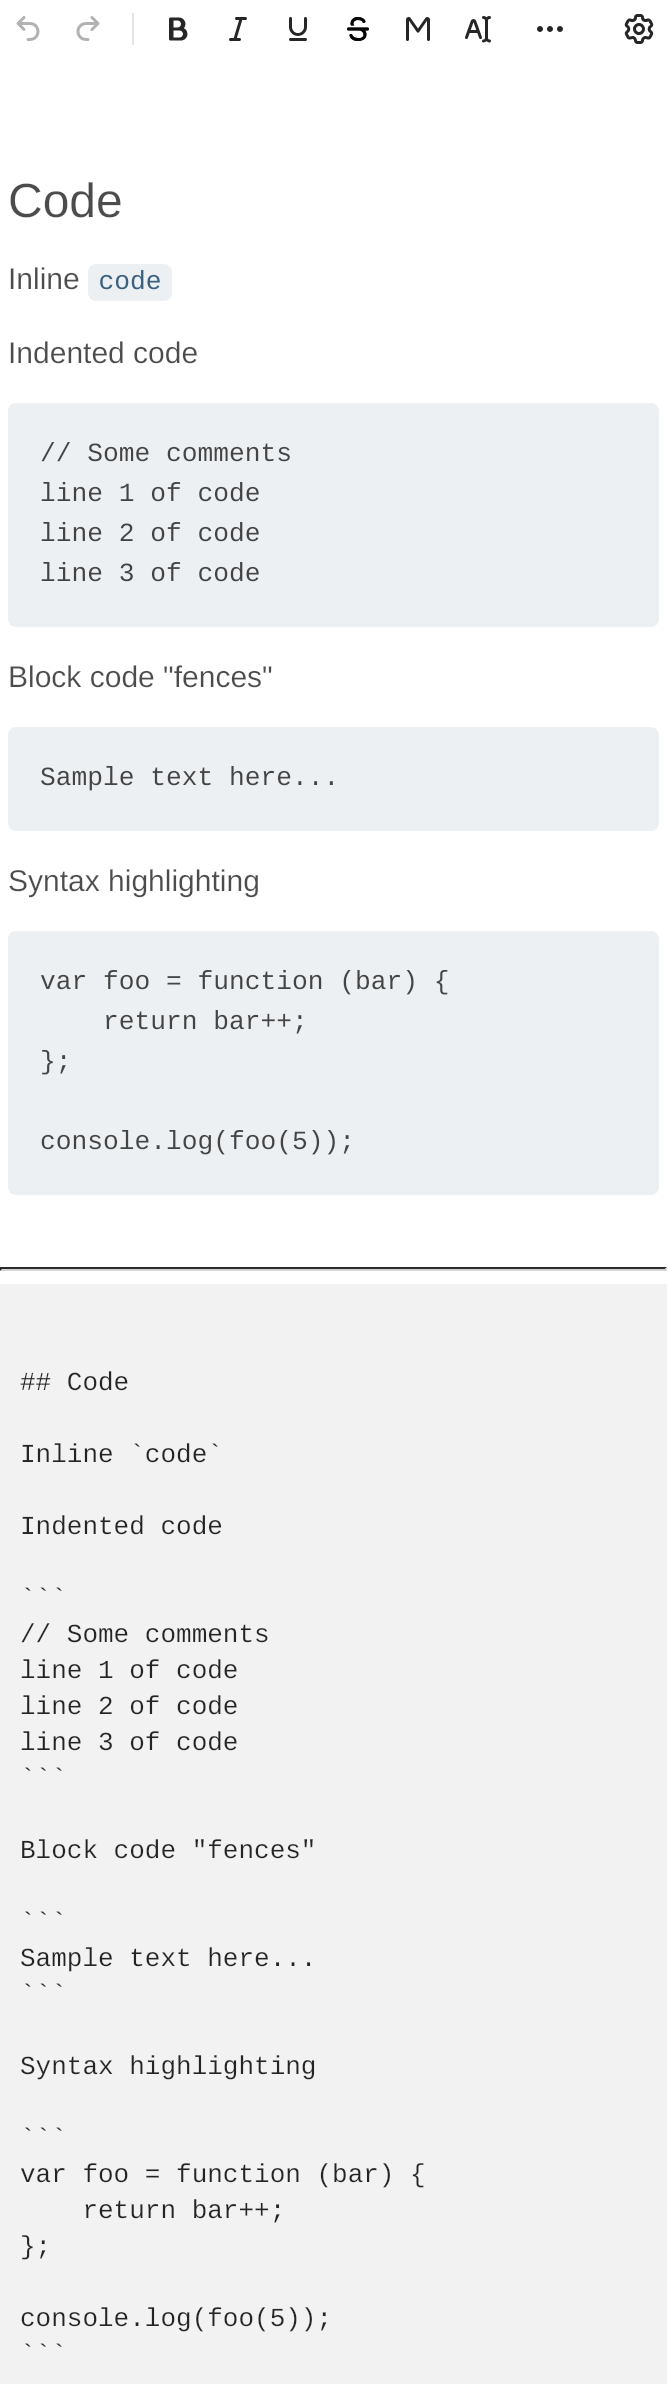 Code
Inline code
Indented code
// Some comments
line 1 of code
line 2 of code
line 3 of code
Block code "fences"
Sample text here...
Syntax highlighting
var foo = function (bar) {
    return bar++;
};

console.log(foo(5));
## Code

Inline `code`

Indented code

```
// Some comments
line 1 of code
line 2 of code
line 3 of code
```

Block code "fences"

```
Sample text here...
```

Syntax highlighting

```
var foo = function (bar) {
    return bar++;
};

console.log(foo(5));
```